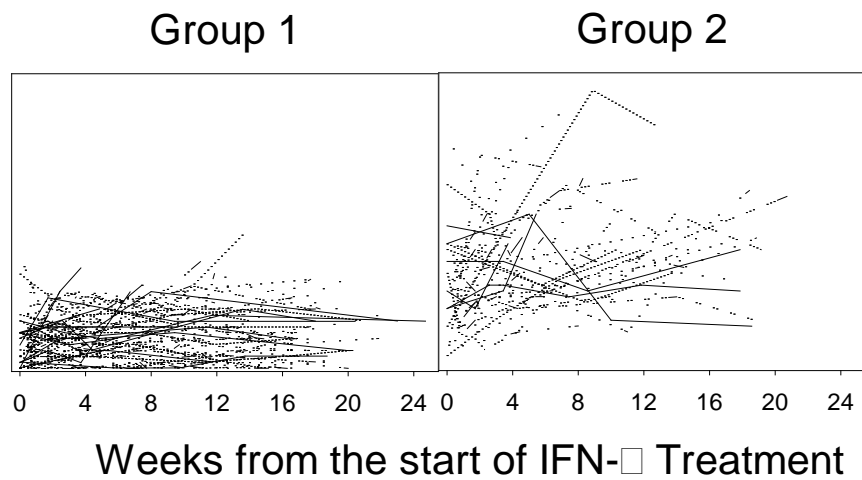 Group 1 Group 2
0 4 8 12 16 20 24 0 4 8 12 16 20 24
Weeks from the start of IFN-□ Treatment